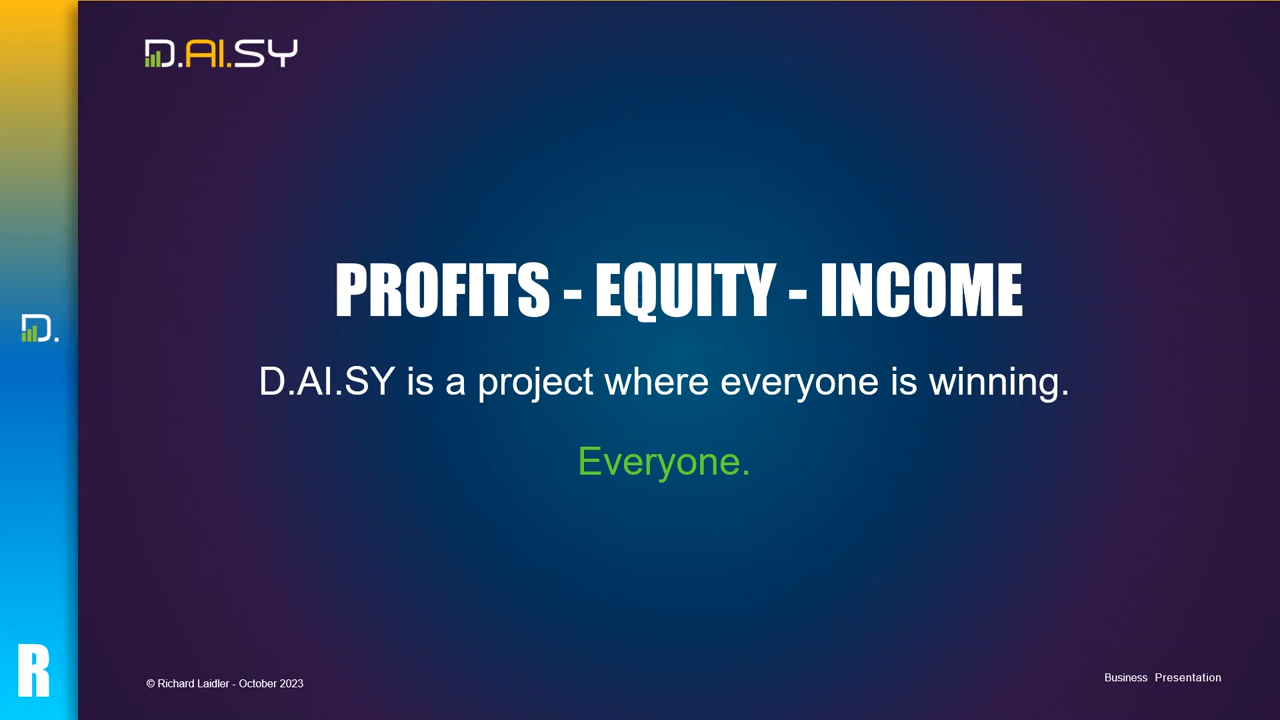 D.AI.SY
PROFITS - EQUITY - INCOME
D.AI.SY is a project where everyone is winning.
D.
Everyone.
R
© Richard Laidler - October 2023
Business Presentation